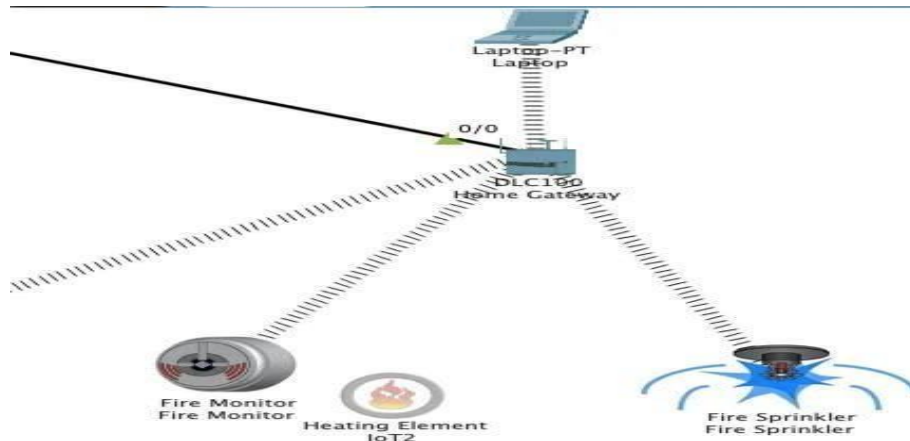 Laptop-PT
Laptop
0/0
DLC100
Home Gateway
Fire Monitor
Fire Monitor
Heating Element
IoT2
Fire Sprinkler
Fire Sprinkler